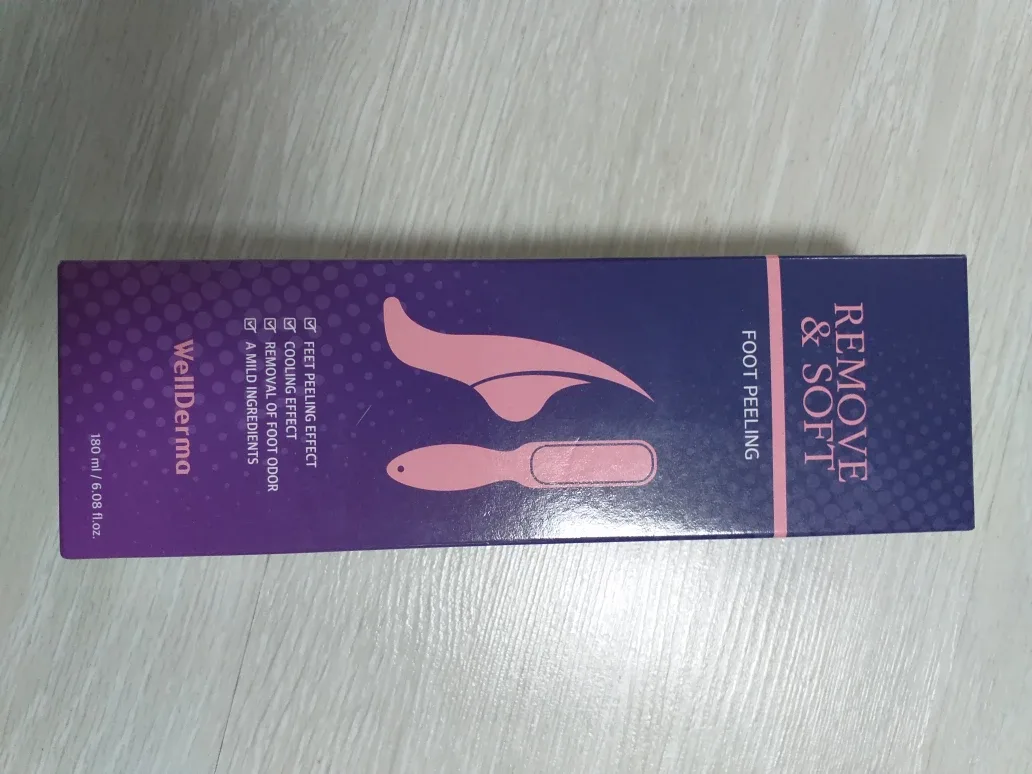 REMOVE
& SOFT
FOOT PEELING
FEET PEELING EFFECT
COOLING EFFECT
REMOVAL OF FOOT ODOR
A MILD INGREDIENTS
WellDerma
180 ml / 6.08 fl.oz.